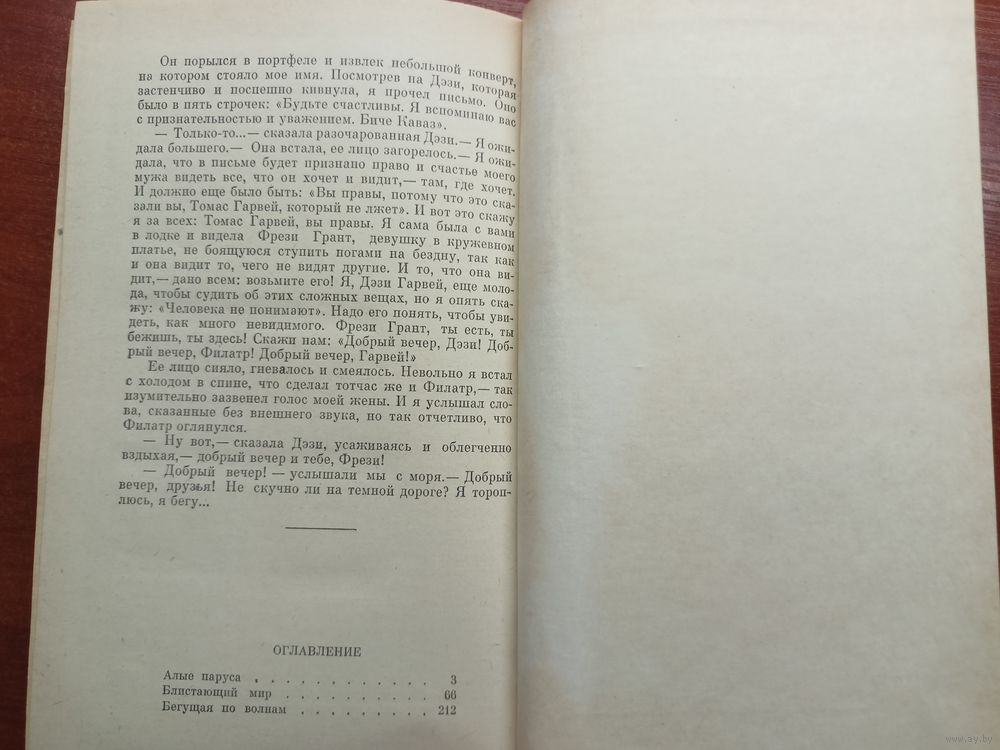 Он порылся в портфеле и извлек небольшой конверт,
на котором стояло мое имя. Посмотрев на Дэзи, которая
застенчиво и поспешно кивнула, я прочел письмо. Оно
было в пять строчек: «Будьте счастливы. Я вспоминаю вас
с признательностью и уважением. Биче Каваз».
— Только-то...— сказала разочарованная Дэзи.— Я ожи-
дала большего.— Она встала, ее лицо загорелось.— Я ожи-
дала, что в письме будет признано право и счастье моего
мужа видеть все, что он хочет и видит,— там, где хочет.
И должно еще было быть: «Вы правы, потому что это ска-
зали вы, Томас Гарвей, который не лжет». И вот это скажу
я за всех: Томас Гарвей, вы правы. Я сама была с вами
в лодке и видела Фрези Грант, девушку в кружевном
платье, не боящуюся ступить ногами на бездну, так как
и она видит то, чего не видят другие. И то, что она ви-
дит,— дано всем: возьмите его! Я, Дэзи Гарвей, еще моло-
да, чтобы судить об этих сложных вещах, но я опять ска-
жу: «Человека не понимают». Надо его понять, чтобы уви-
деть, как много невидимого. Фрези Грант, ты есть, ты
бежишь, ты здесь! Скажи нам: «Добрый вечер, Дэзи! Доб-
рый вечер, Филатр! Добрый вечер, Гарвей!»
Ее лицо сияло, гневалось и смеялось. Невольно я встал
с холодом в спине, что сделал тотчас же и Филатр,— так
изумительно зазвенел голос моей жены. И я услышал сло-
ва, сказанные без внешнего звука, но так отчетливо, что
Филатр оглянулся.
— Ну вот,— сказала Дэзи, усаживаясь и облегченно
вздыхая,— добрый вечер и тебе, Фрези!
— Добрый вечер! — услышали мы с моря.— Добрый
вечер, друзья! Не скучно ли на темной дороге? Я тороп-
люсь, я бегу...
ОГЛАВЛЕНИЕ
Алые паруса . . . . . . . . . . . . 3
Блистающий мир . . . . . . . . . . 66
Бегущая по волнам . . . . . . . . . 212
www.ay.by